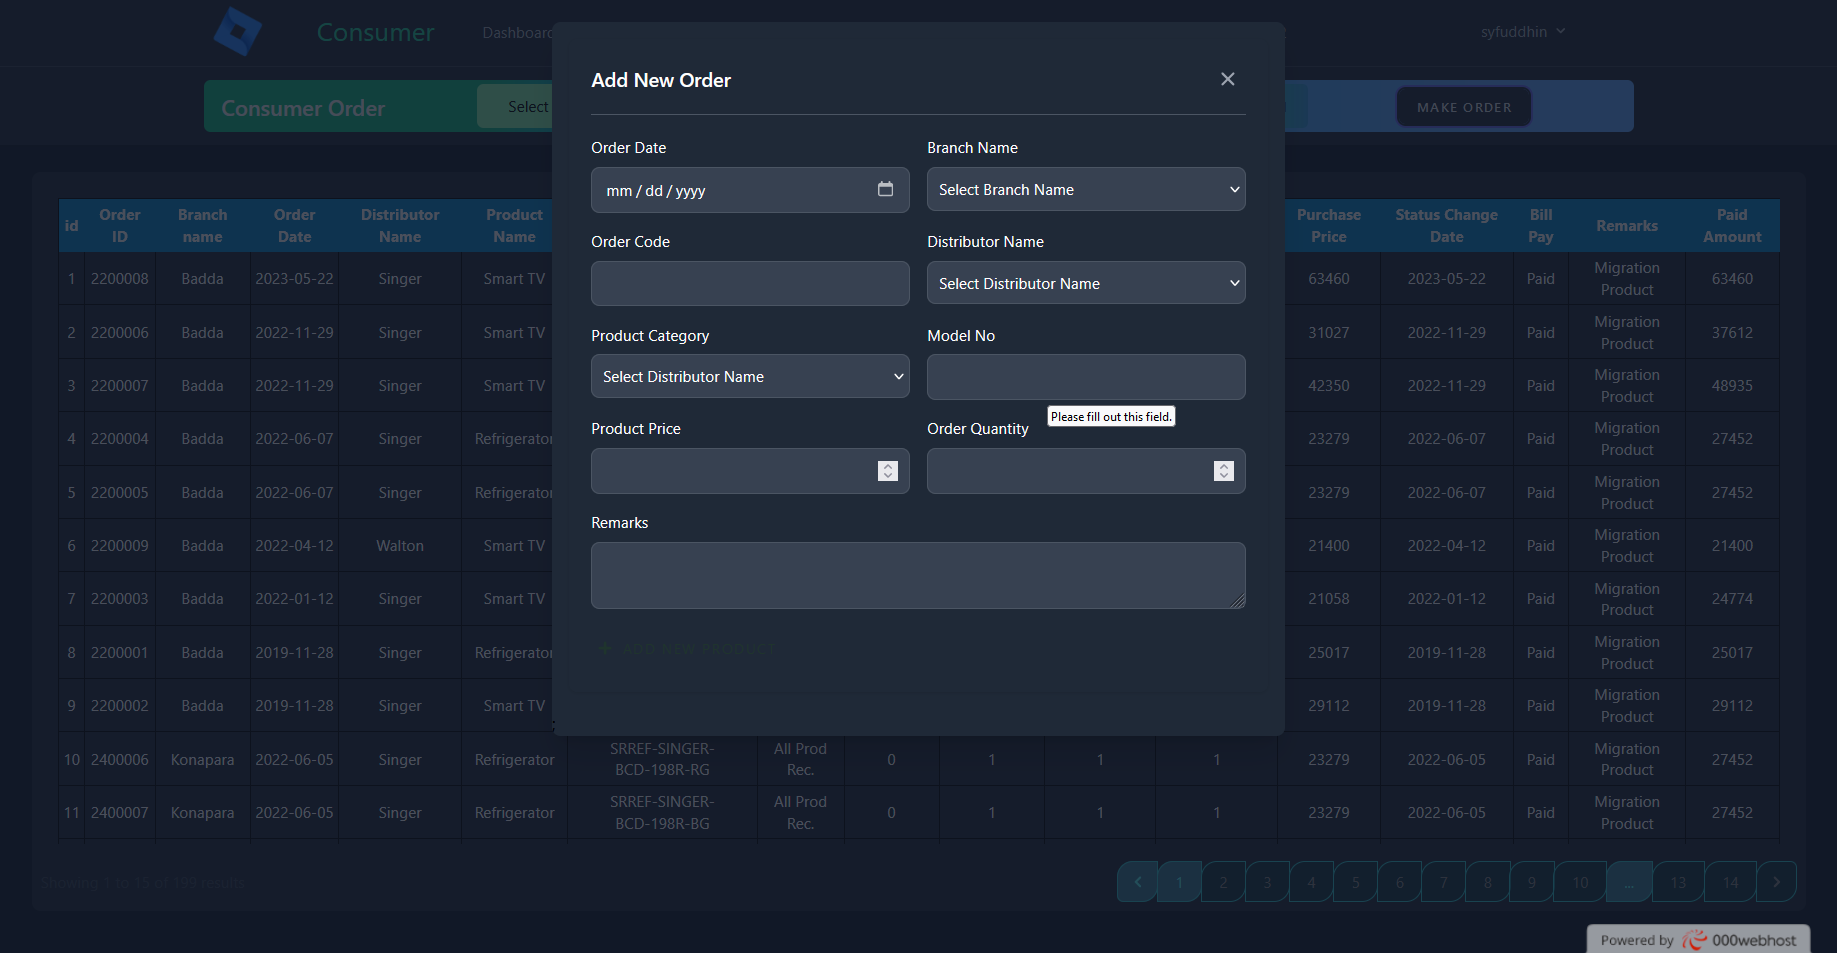 Consumer
Dashboard
syfuddhin
Consumer Order
Select
MAKE ORDER
Add New Order
Order Date
Branch Name
mm / dd / yyyy
Select Branch Name
Order Code
Distributor Name
Select Distributor Name
Product Category
Model No
Select Distributor Name
Please fill out this field.
Product Price
Order Quantity
Remarks
+ ADD NEW PRODUCT
id Order ID Branch name Order Date Distributor Name Product Name Purchase Price Status Change Date Bill Pay Remarks Paid Amount
1 2200008 Badda 2023-05-22 Singer Smart TV 63460 2023-05-22 Paid Migration Product 63460
2 2200006 Badda 2022-11-29 Singer Smart TV 31027 2022-11-29 Paid Migration Product 37612
3 2200007 Badda 2022-11-29 Singer Smart TV 42350 2022-11-29 Paid Migration Product 48935
4 2200004 Badda 2022-06-07 Singer Refrigerator 23279 2022-06-07 Paid Migration Product 27452
5 2200005 Badda 2022-06-07 Singer Refrigerator 23279 2022-06-07 Paid Migration Product 27452
6 2200009 Badda 2022-04-12 Walton Smart TV 21400 2022-04-12 Paid Migration Product 21400
7 2200003 Badda 2022-01-12 Singer Smart TV 21058 2022-01-12 Paid Migration Product 24774
8 2200001 Badda 2019-11-28 Singer Refrigerator 25017 2019-11-28 Paid Migration Product 25017
9 2200002 Badda 2019-11-28 Singer Smart TV 29112 2019-11-28 Paid Migration Product 29112
10 2400006 Konapara 2022-06-05 Singer Refrigerator SRREF-SINGER-BCD-198R-RG All Prod Rec. 0 1 1 1 23279 2022-06-05 Paid Migration Product 27452
11 2400007 Konapara 2022-06-05 Singer Refrigerator SRREF-SINGER-BCD-198R-BG All Prod Rec. 0 1 1 1 23279 2022-06-05 Paid Migration Product 27452
Showing 1 to 15 of 199 results
1 2 3 4 5 6 7 8 9 10 ... 13 14
Powered by 000webhost